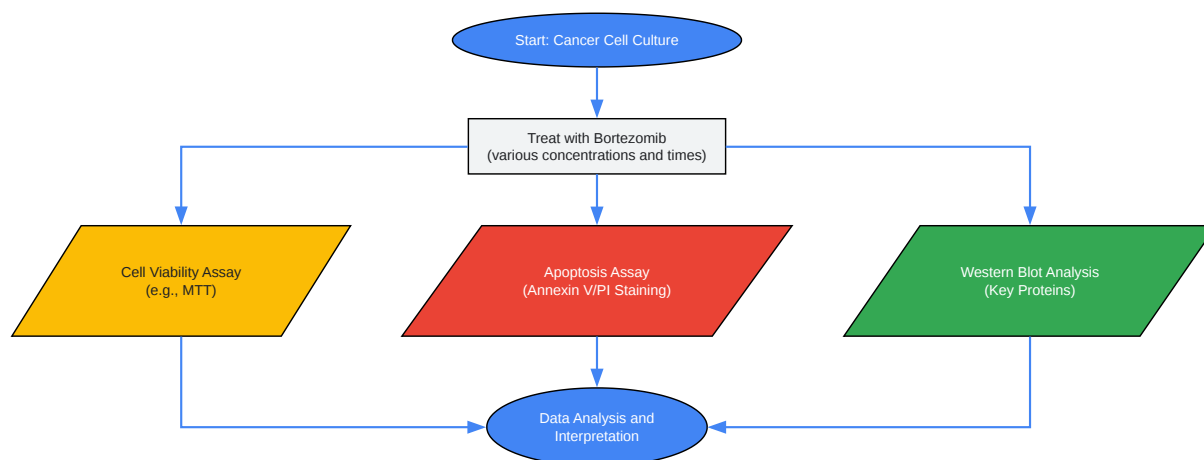 Start: Cancer Cell Culture
Treat with Bortezomib
(various concentrations and times)
Cell Viability Assay
(e.g., MTT)
Apoptosis Assay
(Annexin V/PI Staining)
Western Blot Analysis
(Key Proteins)
Data Analysis and
Interpretation